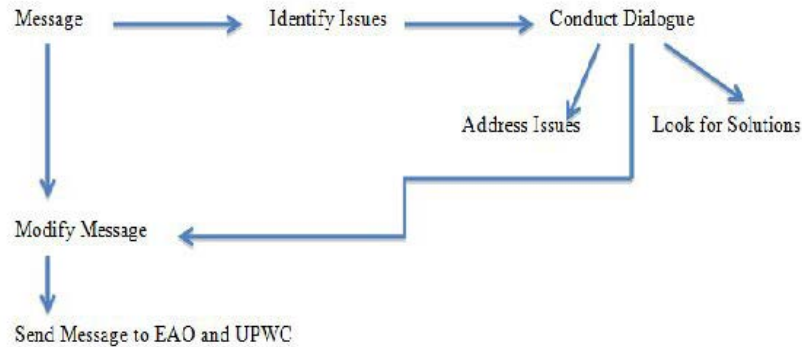 Message
Identify Issues
Conduct Dialogue
Address Issues
Look for Solutions
Modify Message
Send Message to EAO and UPWC